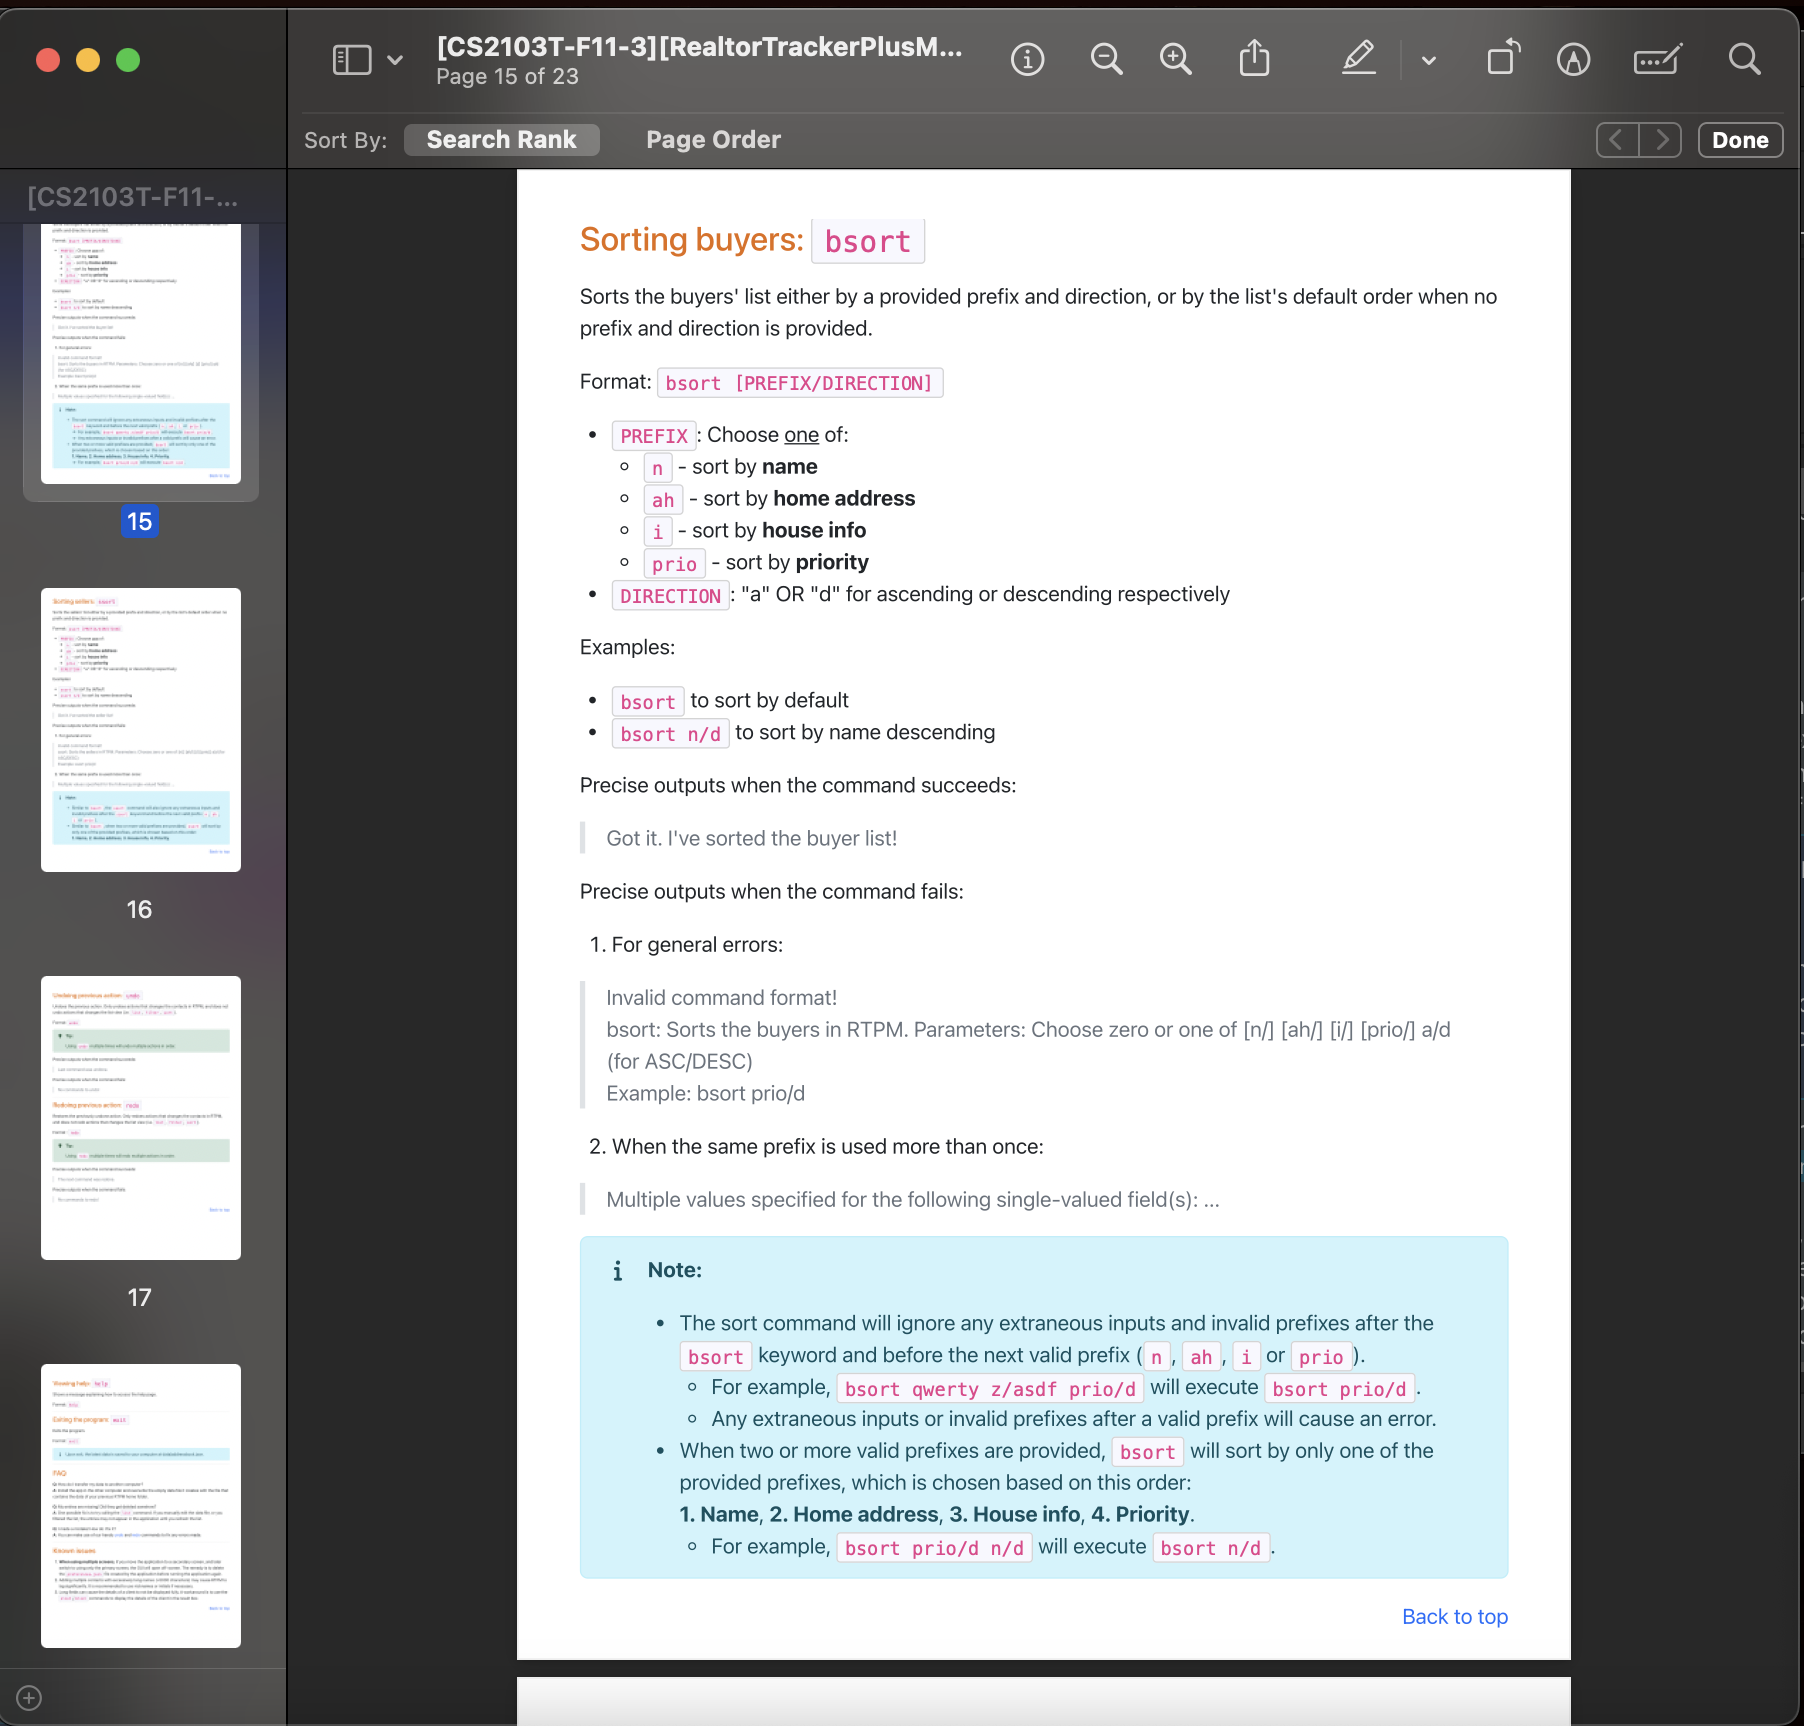 [CS2103T-F11-3][RealtorTrackerPlusM...
Page 15 of 23
Sort By:
Search Rank
Page Order
Done
[CS2103T-F11-...
15
16
17
Sorting buyers: bsort
Sorts the buyers' list either by a provided prefix and direction, or by the list's default order when no
prefix and direction is provided.
Format: bsort [PREFIX/DIRECTION]
• PREFIX : Choose one of:
◦ n - sort by name
◦ ah - sort by home address
◦ i - sort by house info
◦ prio - sort by priority
• DIRECTION : "a" OR "d" for ascending or descending respectively
Examples:
• bsort to sort by default
• bsort n/d to sort by name descending
Precise outputs when the command succeeds:
Got it. I've sorted the buyer list!
Precise outputs when the command fails:
1. For general errors:
Invalid command format!
bsort: Sorts the buyers in RTPM. Parameters: Choose zero or one of [n/] [ah/] [i/] [prio/] a/d
(for ASC/DESC)
Example: bsort prio/d
2. When the same prefix is used more than once:
Multiple values specified for the following single-valued field(s): ...
i Note:
• The sort command will ignore any extraneous inputs and invalid prefixes after the
bsort keyword and before the next valid prefix ( n , ah , i or prio ).
◦ For example, bsort qwerty z/asdf prio/d will execute bsort prio/d .
◦ Any extraneous inputs or invalid prefixes after a valid prefix will cause an error.
• When two or more valid prefixes are provided, bsort will sort by only one of the
provided prefixes, which is chosen based on this order:
1. Name, 2. Home address, 3. House info, 4. Priority.
◦ For example, bsort prio/d n/d will execute bsort n/d .
Back to top